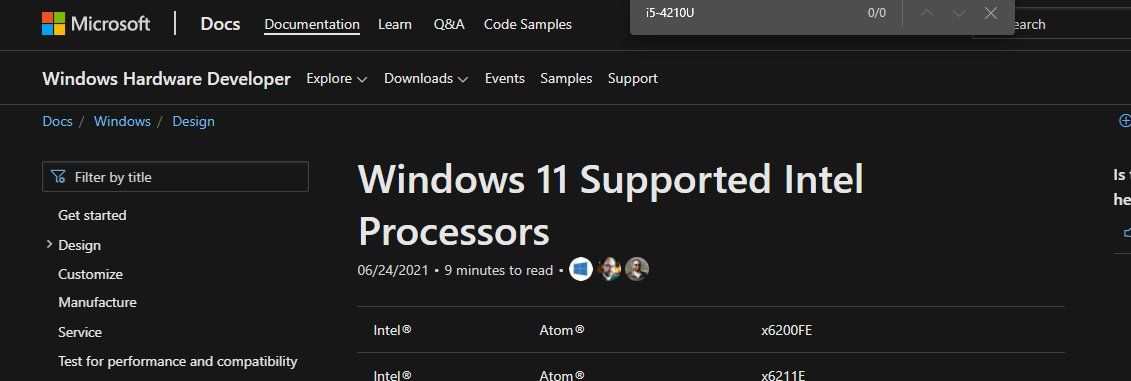 Microsoft | Docs Documentation Learn Q&A Code Samples
i5-4210U 0/0
earch
Windows Hardware Developer Explore Downloads Events Samples Support
Docs / Windows / Design
Filter by title
Get started
Design
Customize
Manufacture
Service
Test for performance and compatibility
Windows 11 Supported Intel
Processors
06/24/2021 • 9 minutes to read •
Intel® Atom® x6200FE
Intel® Atom® x6211E
Is
he